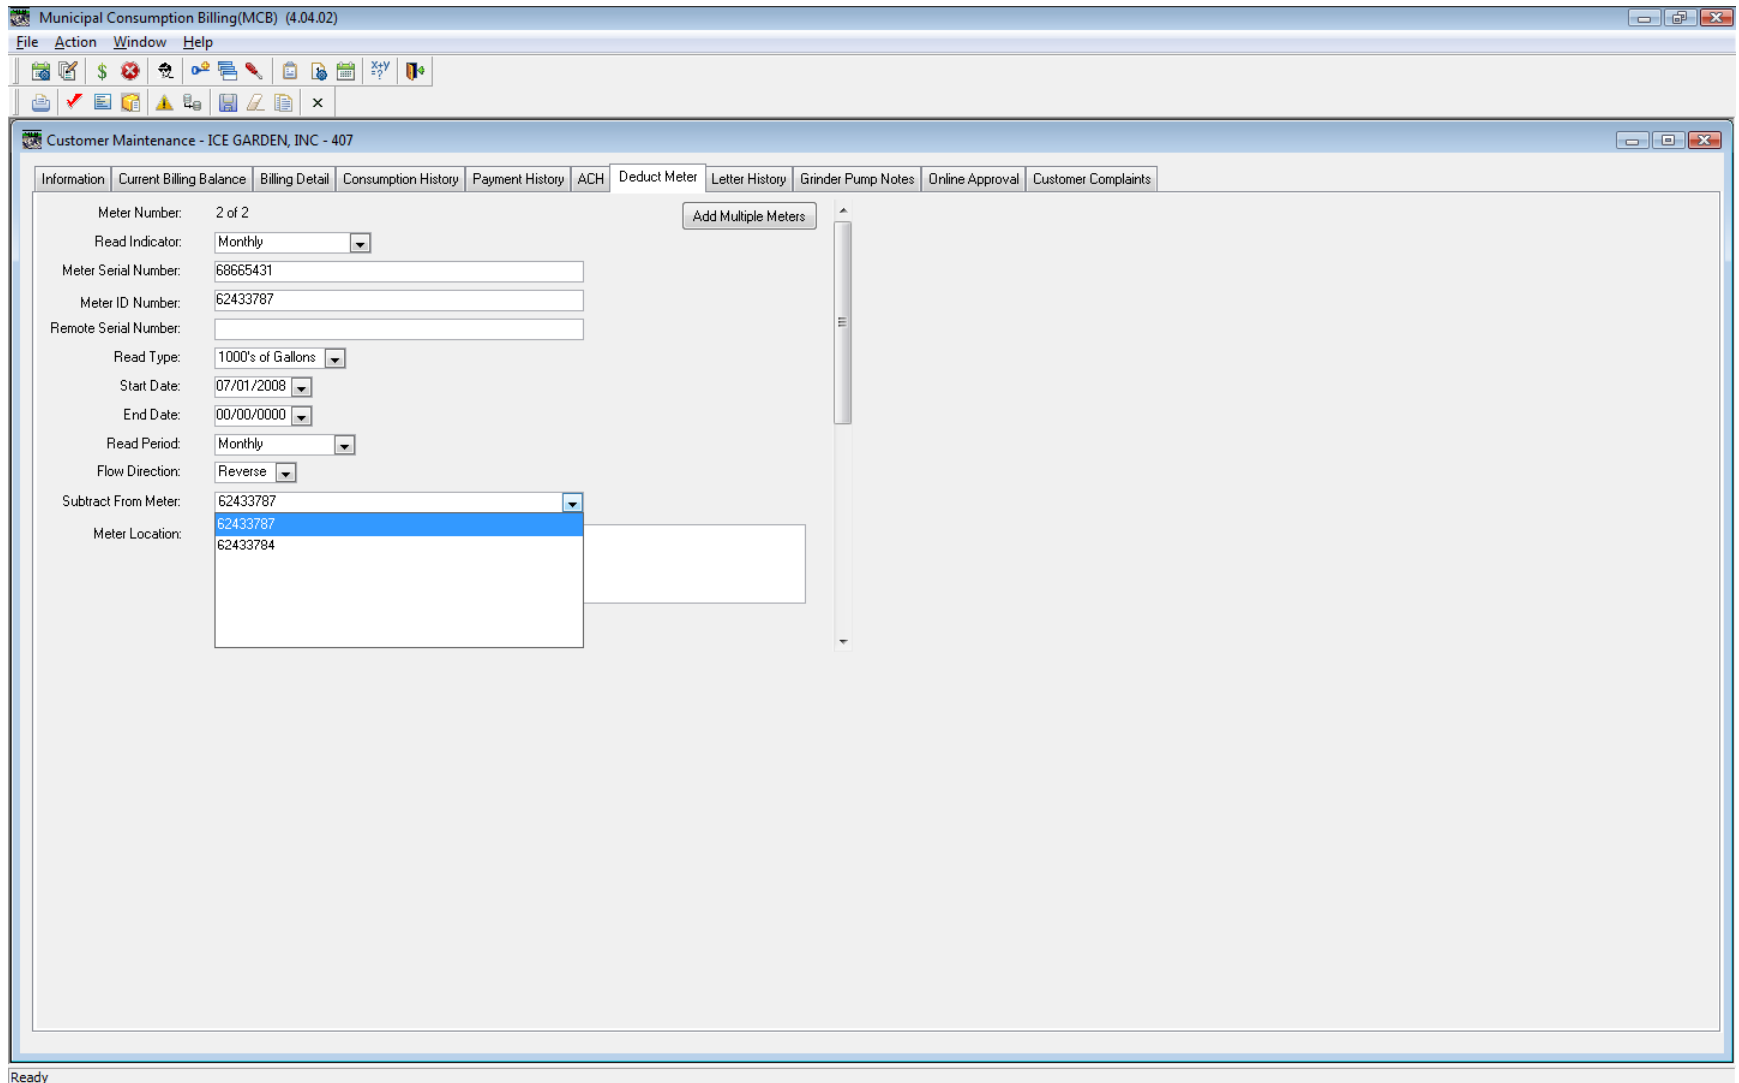 Municipal Consumption Billing(MCB) (4.04.02)
File Action Window Help
Customer Maintenance - ICE GARDEN, INC - 407
Information Current Billing Balance Billing Detail Consumption History Payment History ACH Deduct Meter Letter History Grinder Pump Notes Online Approval Customer Complaints
Meter Number: 2 of 2 Add Multiple Meters
Read Indicator: Monthly
Meter Serial Number: 68665431
Meter ID Number: 62433787
Remote Serial Number:
Read Type: 1000's of Gallons
Start Date: 07/01/2008
End Date: 00/00/0000
Read Period: Monthly
Flow Direction: Reverse
Subtract From Meter: 62433787
62433787
Meter Location:
62433784
Ready